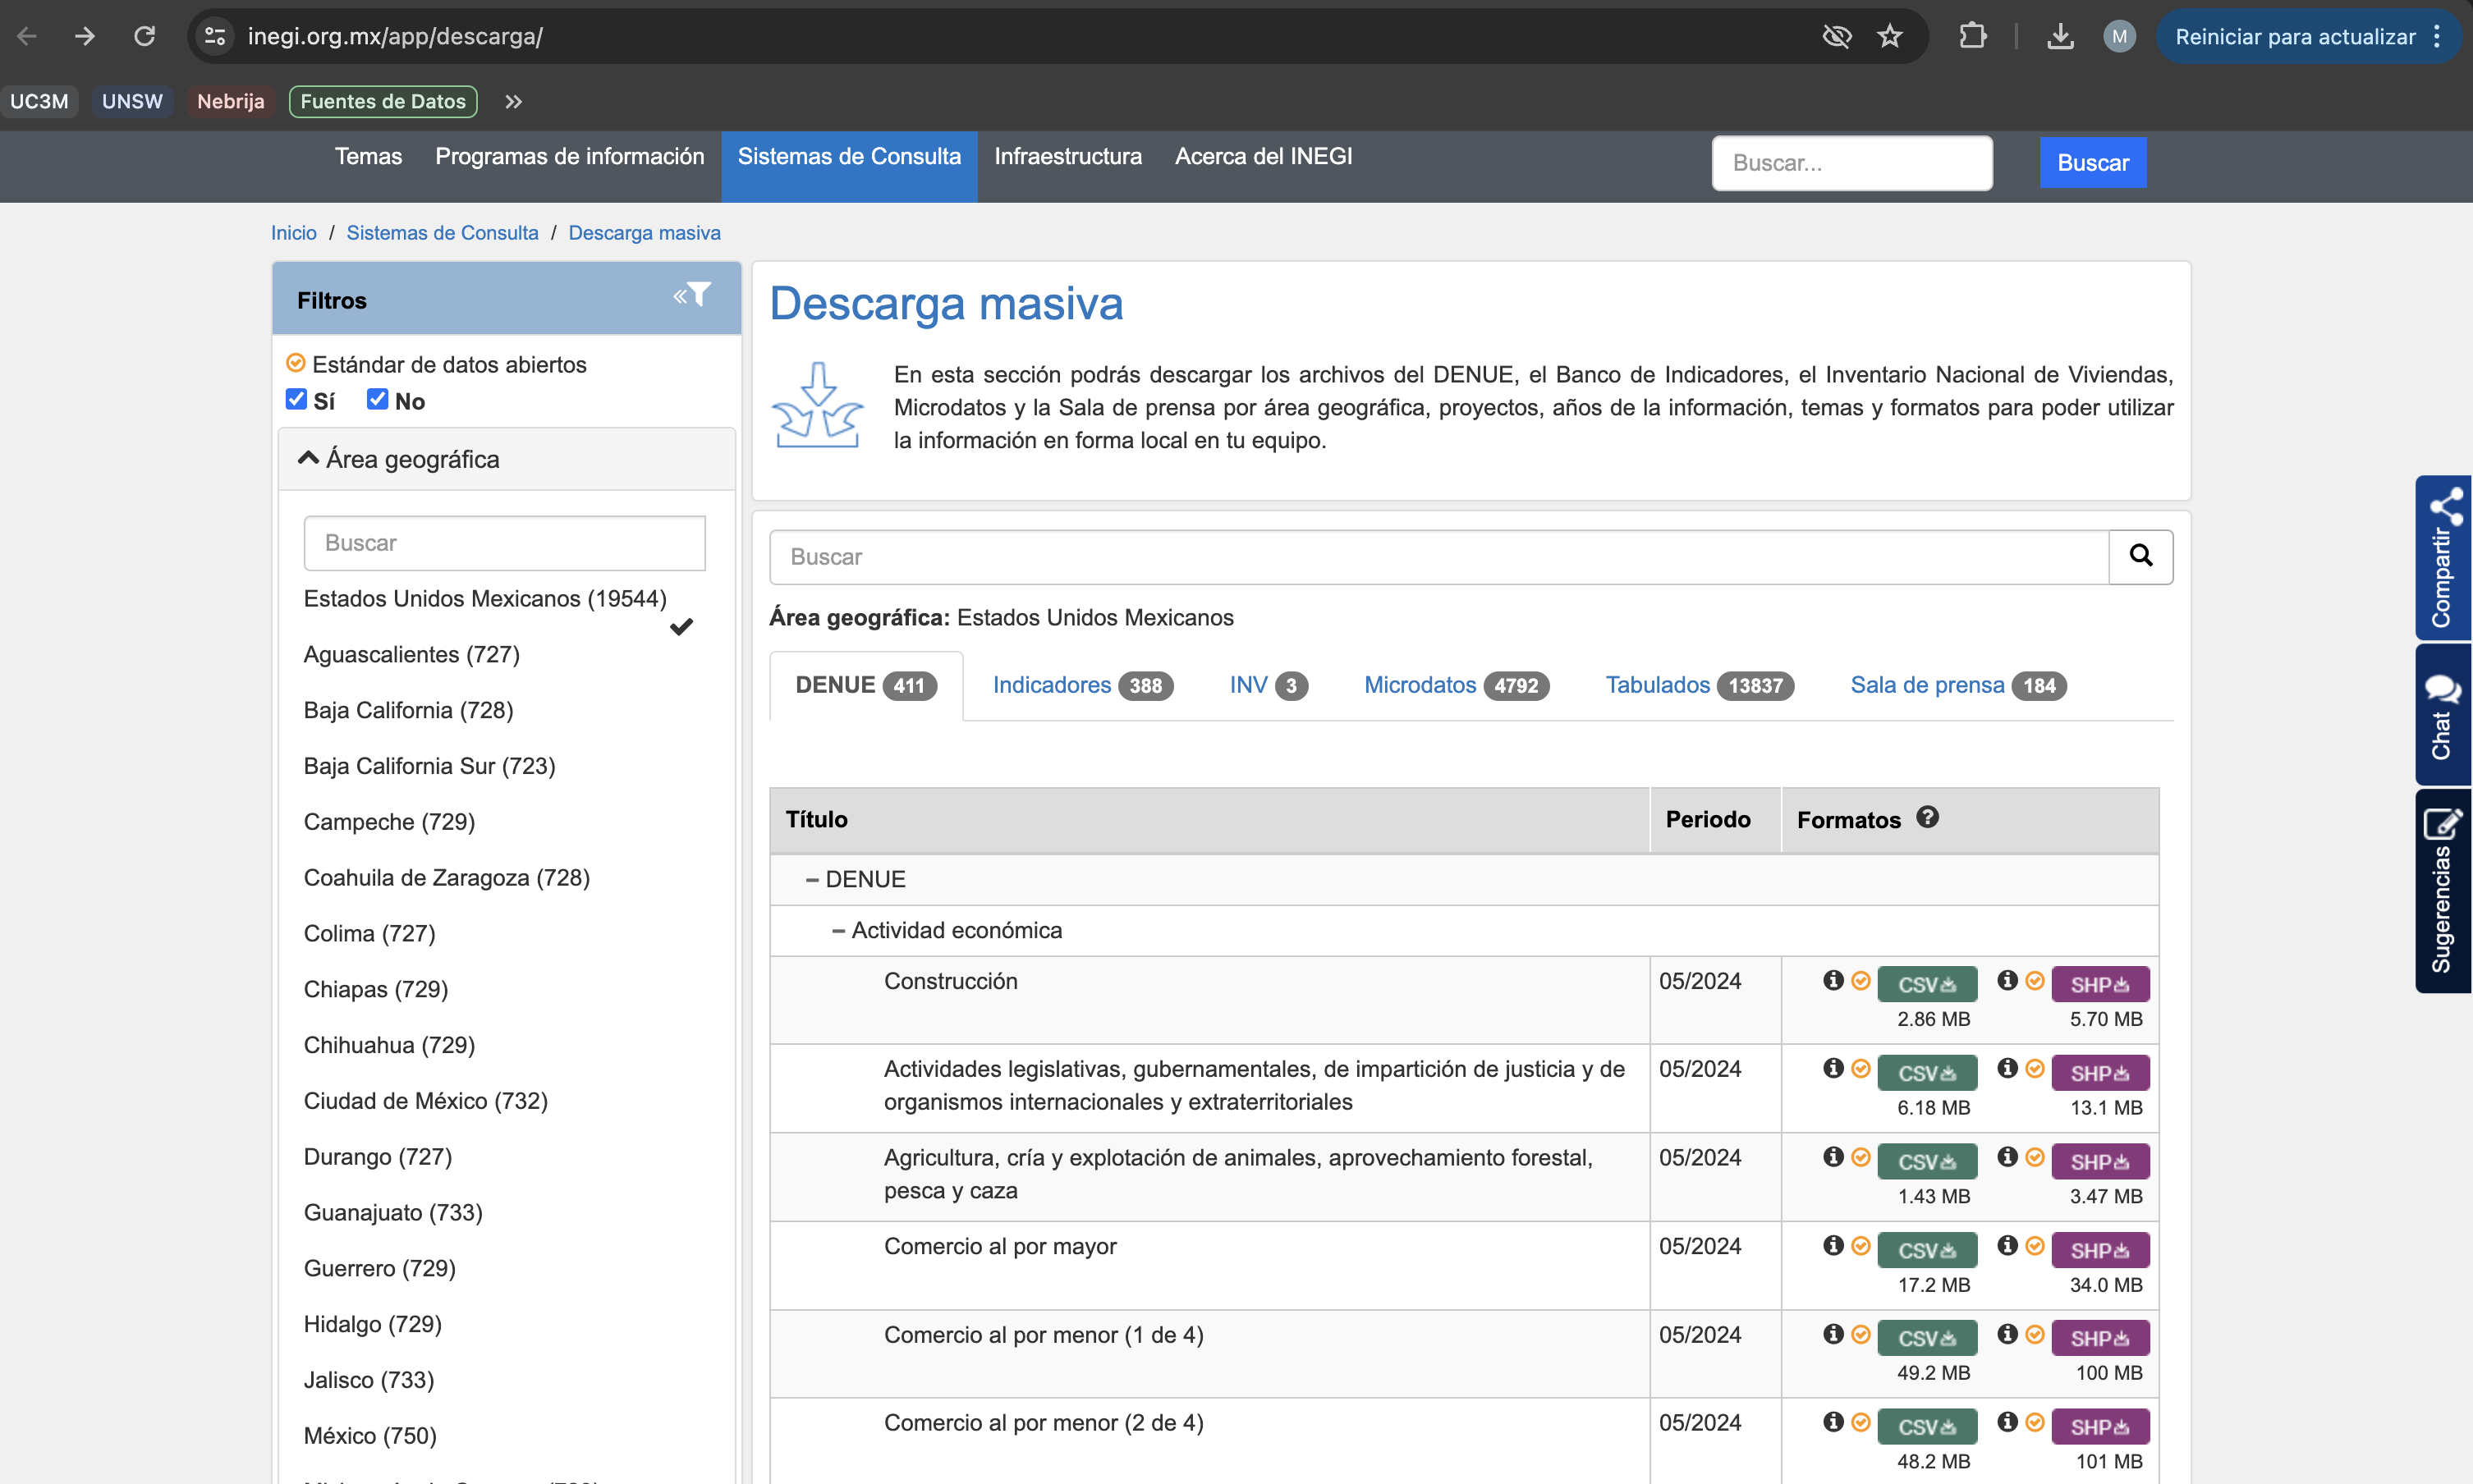 inegi.org.mx/app/descarga/
M
Reiniciar para actualizar
UC3M
UNSW
Nebrija
Fuentes de Datos
»
Temas
Programas de información
Sistemas de Consulta
Infraestructura
Acerca del INEGI
Buscar...
Buscar
Inicio / Sistemas de Consulta / Descarga masiva
Filtros
Estándar de datos abiertos
Sí
No
Área geográfica
Buscar
Estados Unidos Mexicanos (19544)
Aguascalientes (727)
Baja California (728)
Baja California Sur (723)
Campeche (729)
Coahuila de Zaragoza (728)
Colima (727)
Chiapas (729)
Chihuahua (729)
Ciudad de México (732)
Durango (727)
Guanajuato (733)
Guerrero (729)
Hidalgo (729)
Jalisco (733)
México (750)
Descarga masiva
En esta sección podrás descargar los archivos del DENUE, el Banco de Indicadores, el Inventario Nacional de Viviendas,
Microdatos y la Sala de prensa por área geográfica, proyectos, años de la información, temas y formatos para poder utilizar
la información en forma local en tu equipo.
Buscar
Área geográfica: Estados Unidos Mexicanos
DENUE 411
Indicadores 388
INV 3
Microdatos 4792
Tabulados 13837
Sala de prensa 184
Título
Periodo
Formatos
– DENUE
– Actividad económica
Construcción
05/2024
CSV
SHP
2.86 MB
5.70 MB
Actividades legislativas, gubernamentales, de impartición de justicia y de
organismos internacionales y extraterritoriales
05/2024
CSV
SHP
6.18 MB
13.1 MB
Agricultura, cría y explotación de animales, aprovechamiento forestal,
pesca y caza
05/2024
CSV
SHP
1.43 MB
3.47 MB
Comercio al por mayor
05/2024
CSV
SHP
17.2 MB
34.0 MB
Comercio al por menor (1 de 4)
05/2024
CSV
SHP
49.2 MB
100 MB
Comercio al por menor (2 de 4)
05/2024
CSV
SHP
48.2 MB
101 MB
Compartir
Chat
Sugerencias